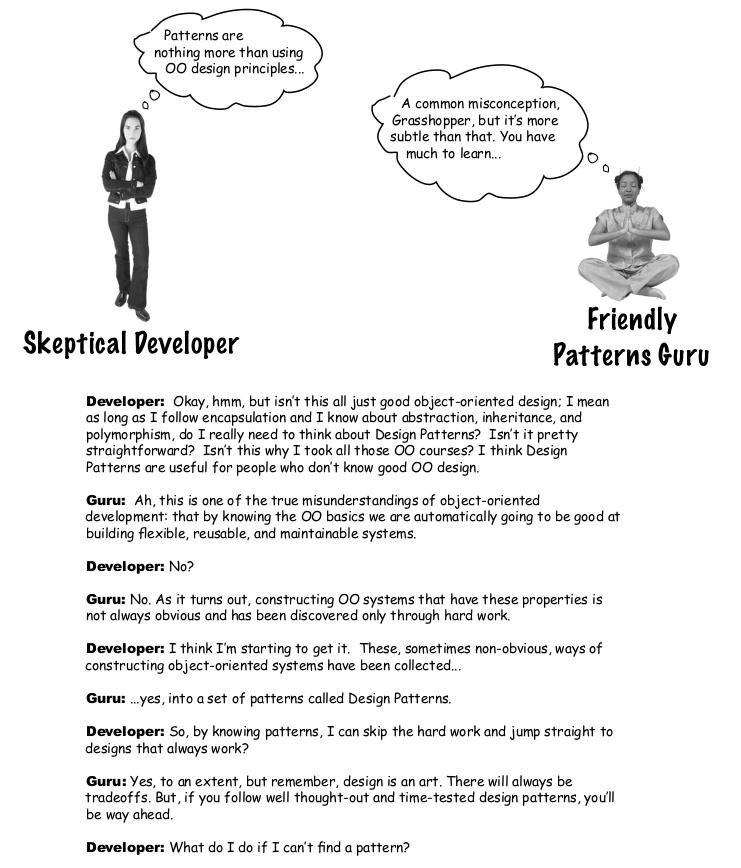 Patterns are
nothing more than using
OO design principles...
A common misconception,
Grasshopper, but it's more
subtle than that. You have
much to learn...
Skeptical Developer
Friendly
Patterns Guru
Developer: Okay, hmm, but isn't this all just good object-oriented design; I mean
as long as I follow encapsulation and I know about abstraction, inheritance, and
polymorphism, do I really need to think about Design Patterns? Isn't it pretty
straightforward? Isn't this why I took all those OO courses? I think Design
Patterns are useful for people who don't know good OO design.
Guru: Ah, this is one of the true misunderstandings of object-oriented
development: that by knowing the OO basics we are automatically going to be good at
building flexible, reusable, and maintainable systems.
Developer: No?
Guru: No. As it turns out, constructing OO systems that have these properties is
not always obvious and has been discovered only through hard work.
Developer: I think I'm starting to get it. These, sometimes non-obvious, ways of
constructing object-oriented systems have been collected...
Guru: ...yes, into a set of patterns called Design Patterns.
Developer: So, by knowing patterns, I can skip the hard work and jump straight to
designs that always work?
Guru: Yes, to an extent, but remember, design is an art. There will always be
tradeoffs. But, if you follow well thought-out and time-tested design patterns, you'll
be way ahead.
Developer: What do I do if I can't find a pattern?